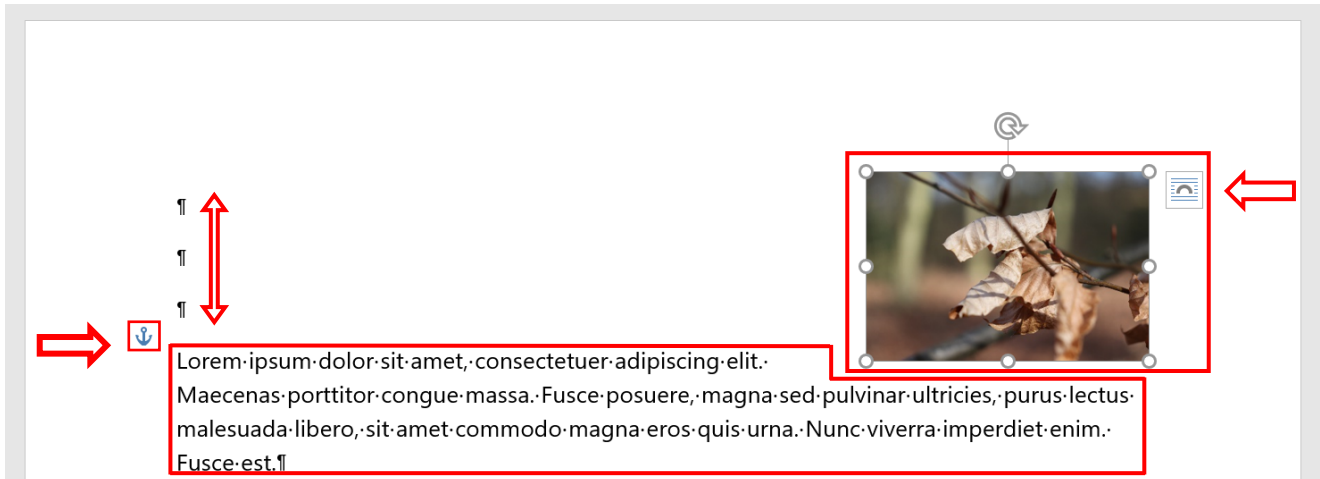 ¶
¶
¶
Lorem·ipsum·dolor·sit·amet,·consectetuer·adipiscing·elit.·
Maecenas·porttitor·congue·massa.·Fusce·posuere,·magna·sed·pulvinar·ultricies,·purus·lectus·
malesuada·libero,·sit·amet·commodo·magna·eros·quis·urna.·Nunc·viverra·imperdiet·enim.·
Fusce·est.¶